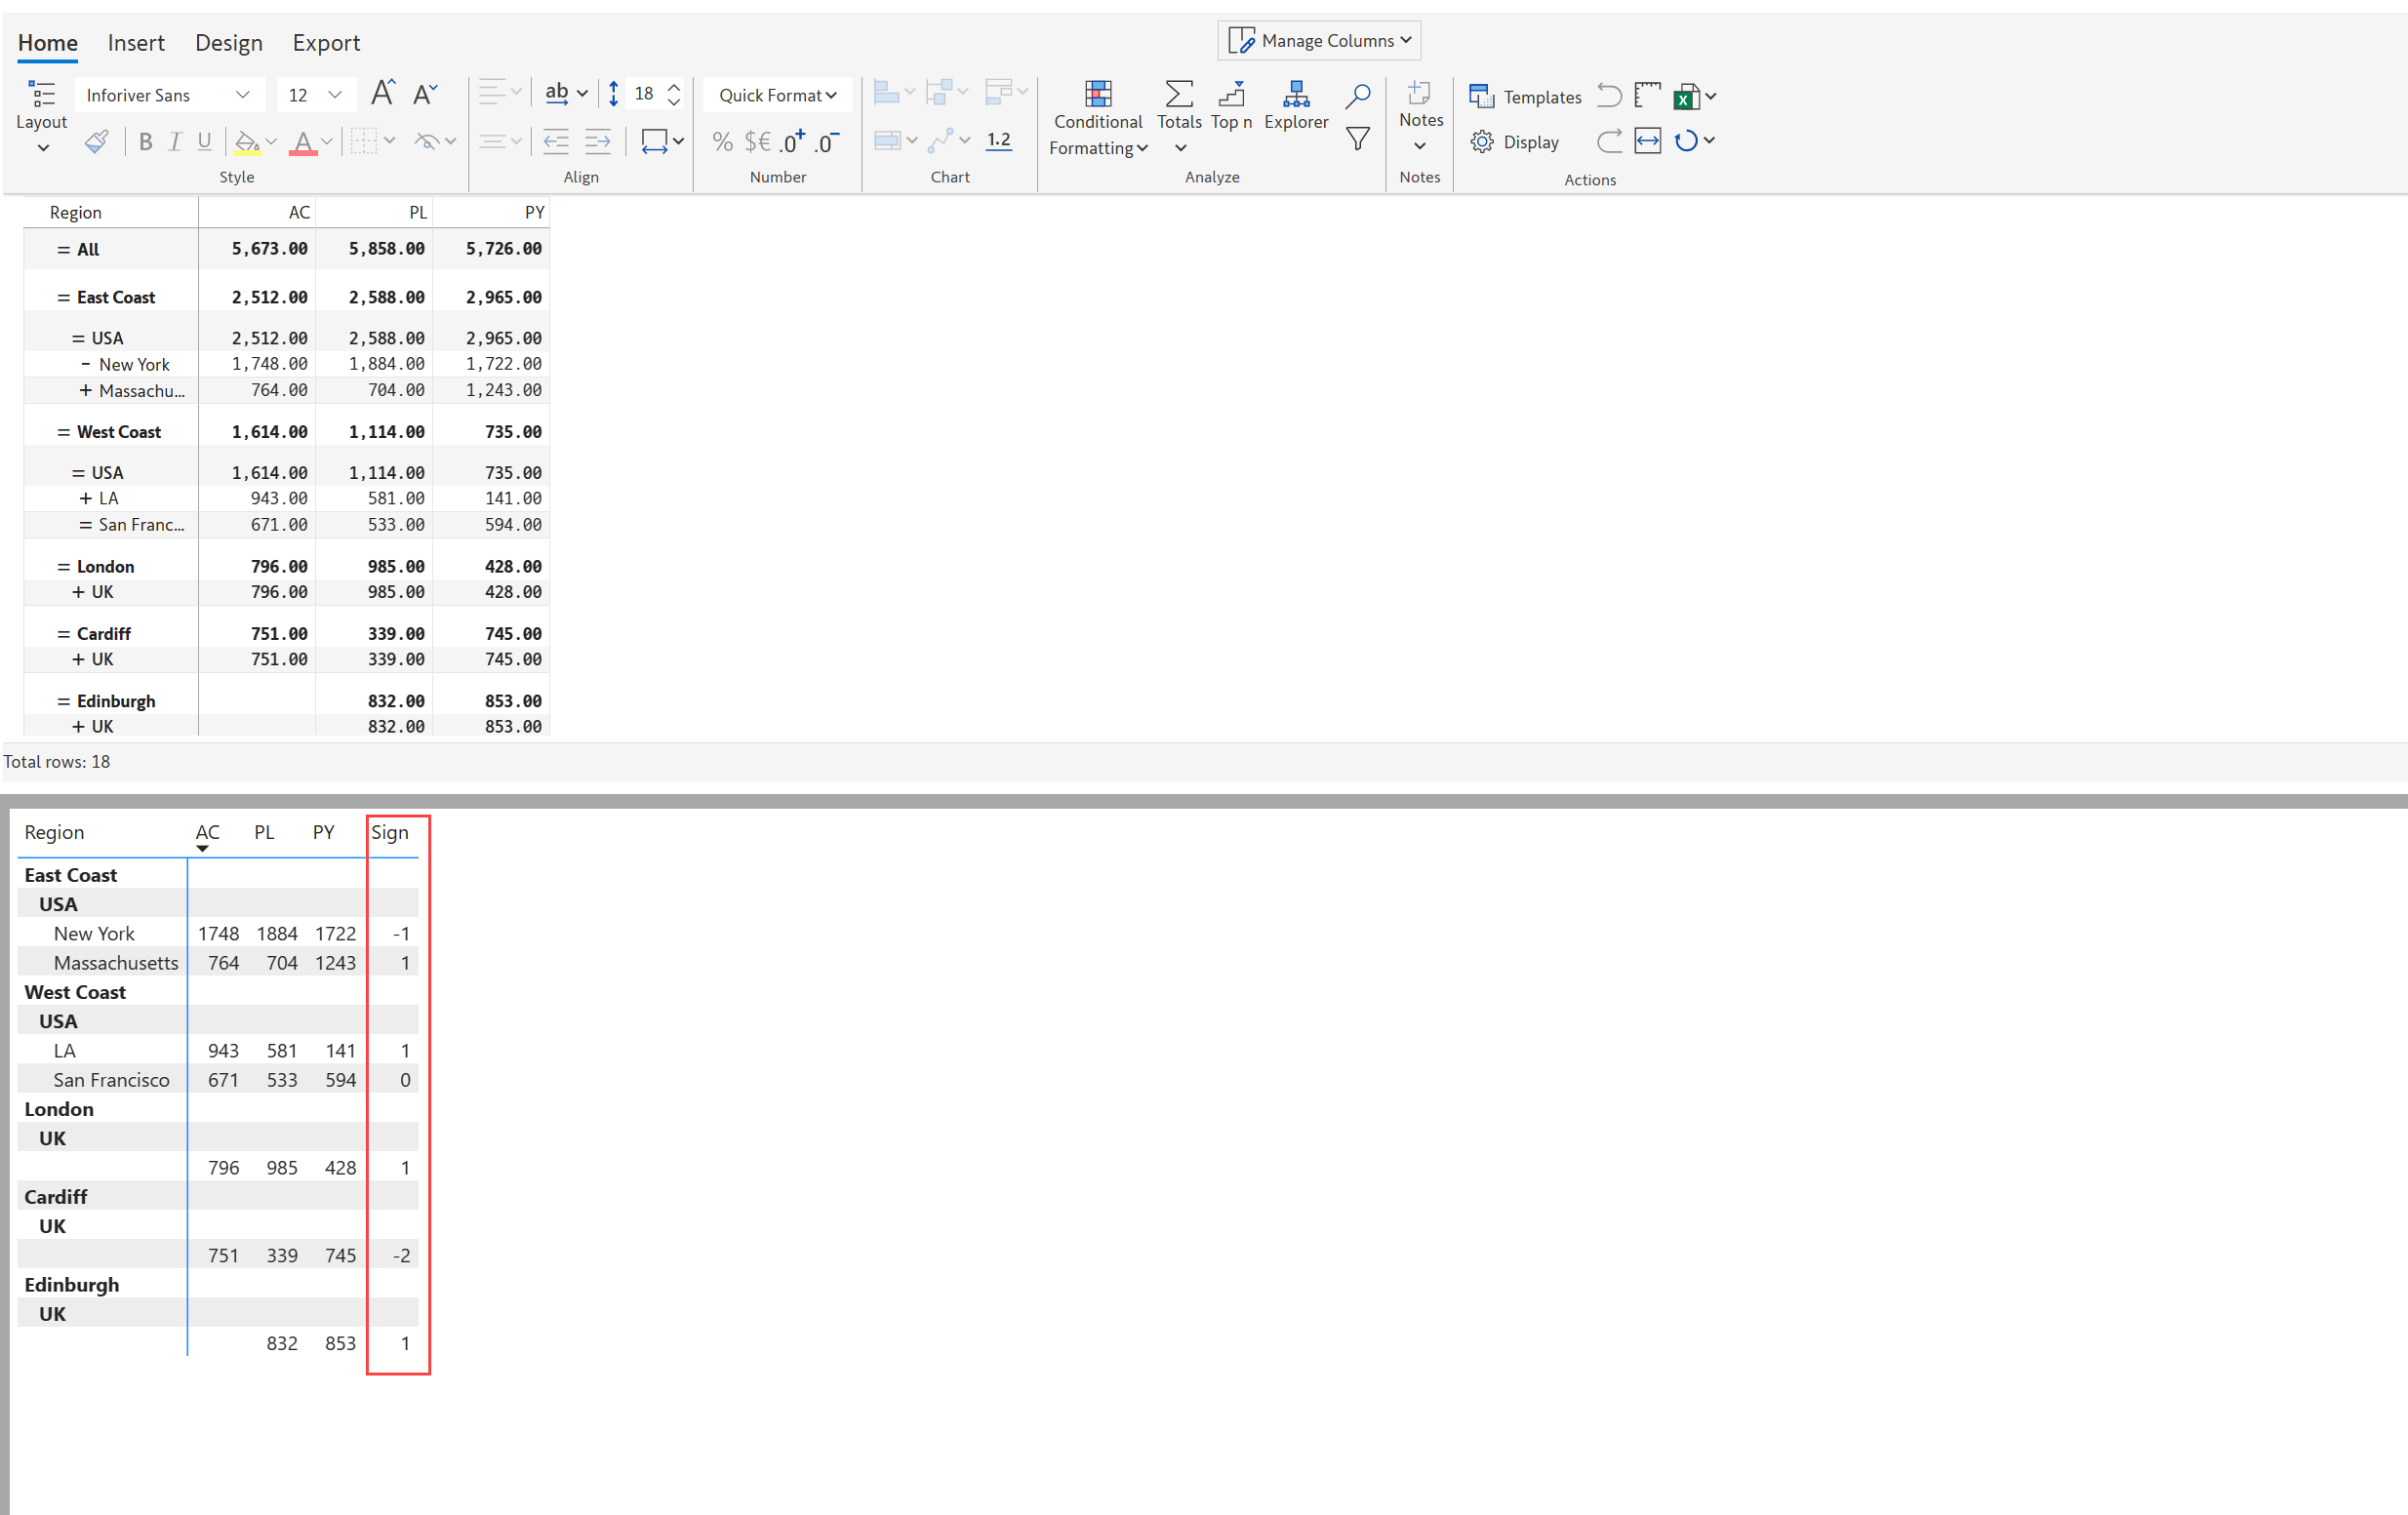 Home Insert Design Export
Manage Columns
Inforiver Sans 12 A A ab 18 Quick Format Templates
Layout Conditional Formatting Totals Top n Explorer Notes
B I U A % $€ .0+ .0- 1.2 Display
Style Align Number Chart Analyze Notes Actions
Region AC PL PY
= All 5,673.00 5,858.00 5,726.00
= East Coast 2,512.00 2,588.00 2,965.00
= USA 2,512.00 2,588.00 2,965.00
- New York 1,748.00 1,884.00 1,722.00
+ Massachu... 764.00 704.00 1,243.00
= West Coast 1,614.00 1,114.00 735.00
= USA 1,614.00 1,114.00 735.00
+ LA 943.00 581.00 141.00
= San Franc... 671.00 533.00 594.00
= London 796.00 985.00 428.00
+ UK 796.00 985.00 428.00
= Cardiff 751.00 339.00 745.00
+ UK 751.00 339.00 745.00
= Edinburgh 832.00 853.00
+ UK 832.00 853.00
Total rows: 18
Region AC PL PY Sign
East Coast
USA
New York 1748 1884 1722 -1
Massachusetts 764 704 1243 1
West Coast
USA
LA 943 581 141 1
San Francisco 671 533 594 0
London
UK
796 985 428 1
Cardiff
UK
751 339 745 -2
Edinburgh
UK
832 853 1